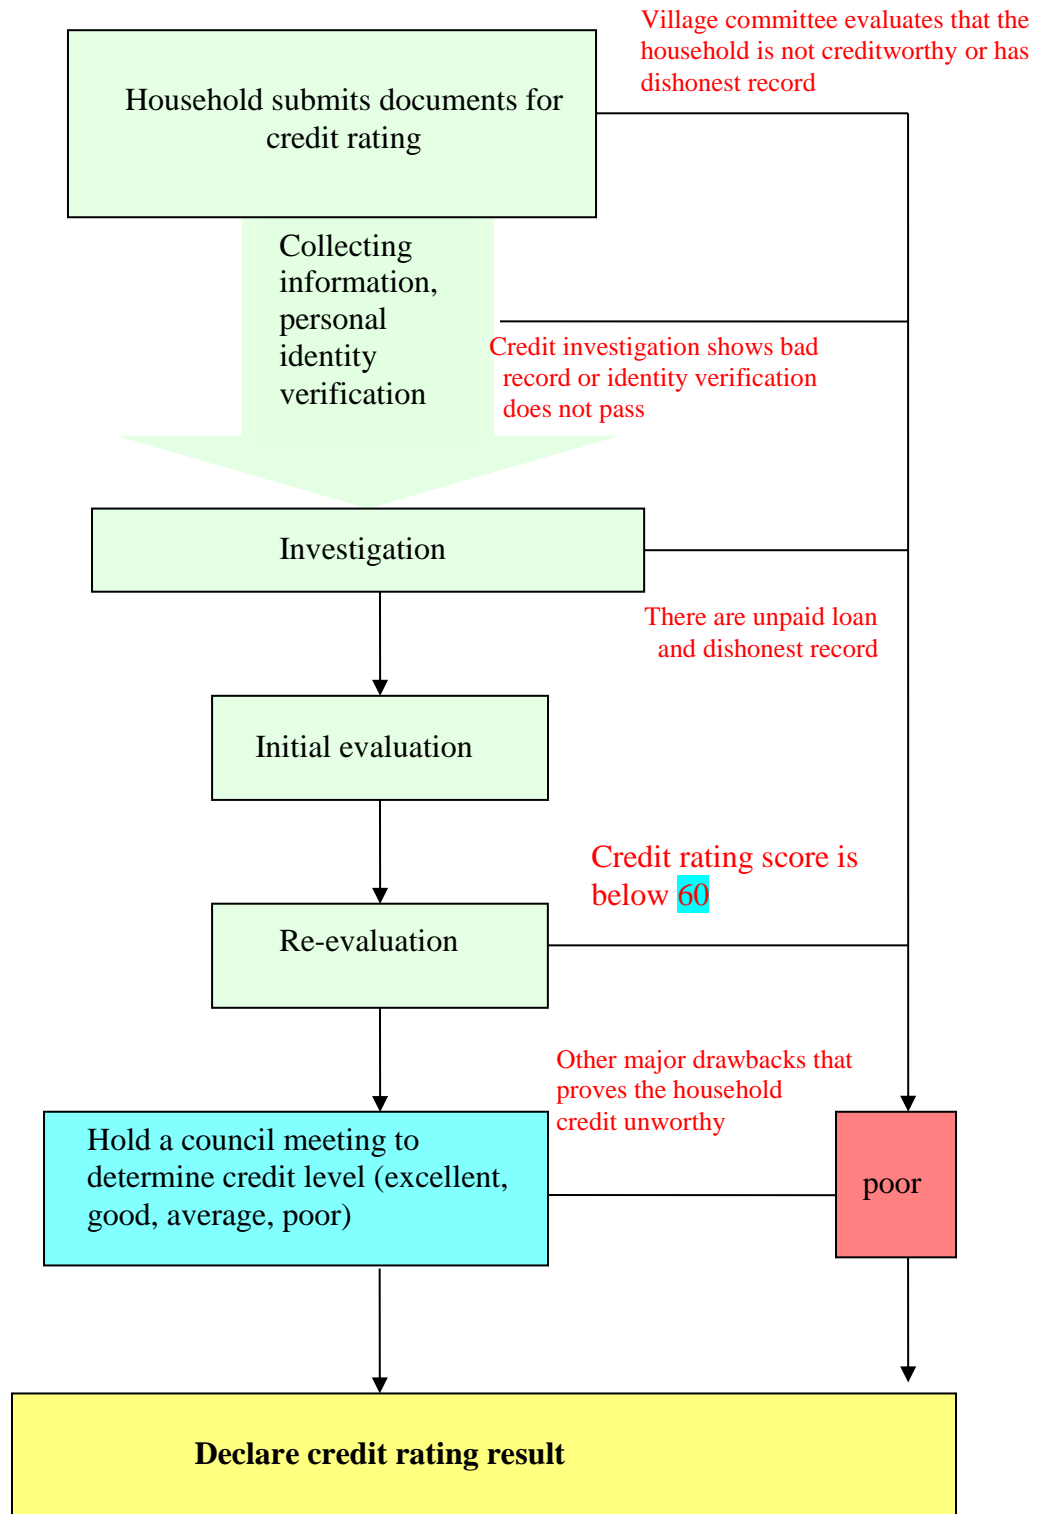 Village committee evaluates that the
household is not creditworthy or has
dishonest record
Household submits documents for
credit rating
Collecting
information,
personal
identity
verification
Credit investigation shows bad
record or identity verification
does not pass
Investigation
There are unpaid loan
and dishonest record
Initial evaluation
Credit rating score is
below 60
Re-evaluation
Other major drawbacks that
proves the household
credit unworthy
Hold a council meeting to
determine credit level (excellent,
good, average, poor)
poor
Declare credit rating result